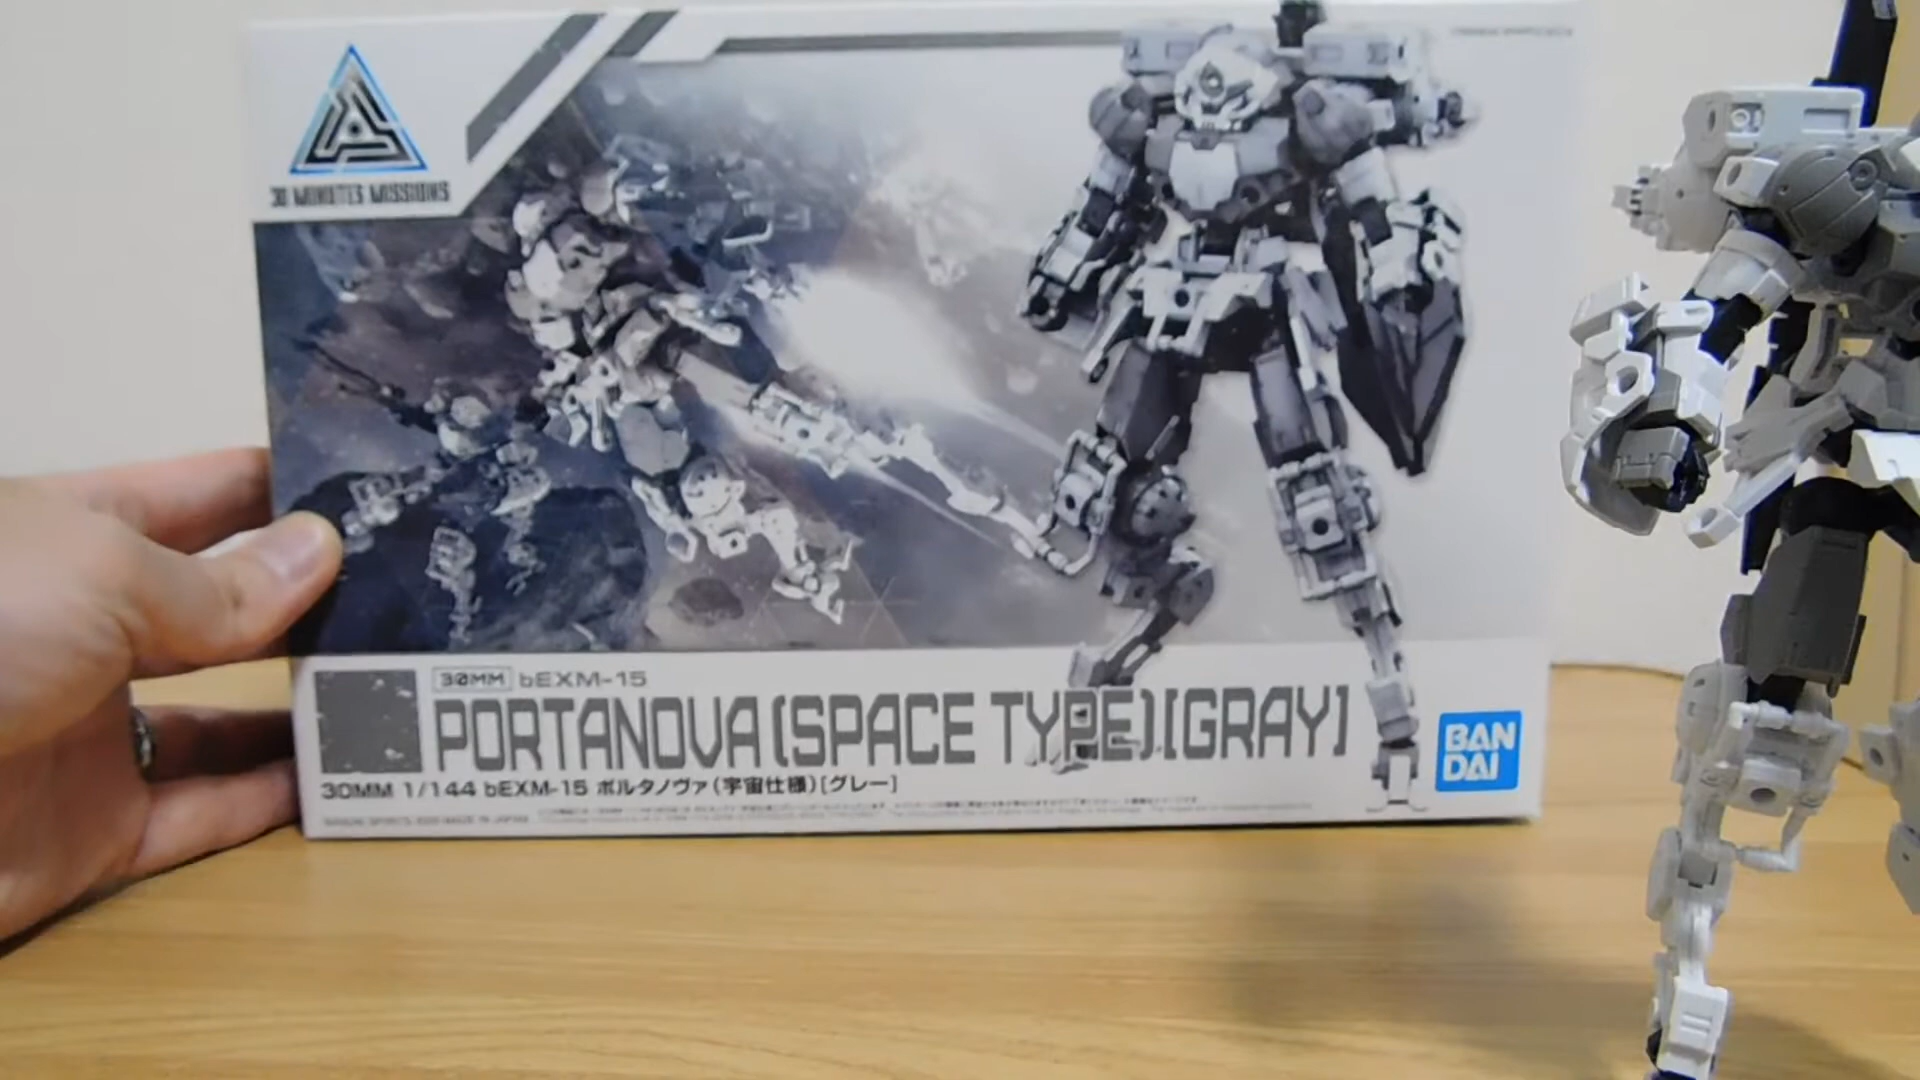 30 MINUTES MISSIONS
30MM bEXM-15
PORTANOVA (SPACE TYPE) [GRAY]
30MM 1/144 bEXM-15 ポルタノヴァ(宇宙仕様)[グレー]
BAN
DAI